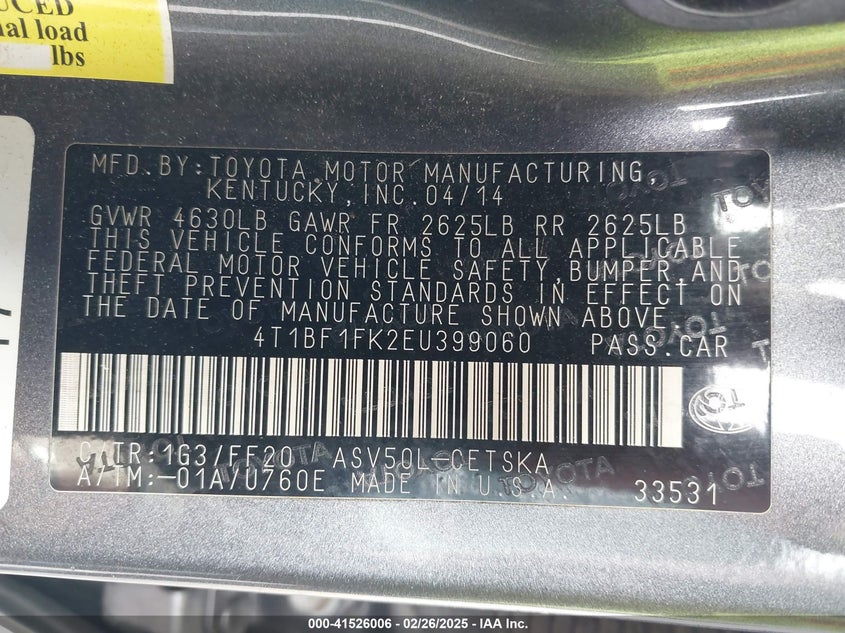 UCED
nal load
lbs
MFD.BY:TOYOTA MOTOR MANUFACTURING,
KENTUCKY,INC.04/14
GVWR 4630LB GAWR FR 2625LB RR 2625LB
THIS VEHICLE CONFORMS TO ALL APPLICABLE
FEDERAL MOTOR VEHICLE SAFETY,BUMPER,AND
THEFT PREVENTION STANDARDS IN EFFECT ON
THE DATE OF MANUFACTURE SHOWN ABOVE.
4T1BF1FK2EU399060 PASS.CAR
C/TR:1G3/FF20 ASV50L-CETSKA
A/TM:-01A/U760E MADE IN U.S.A. 33531
000-41526006 - 02/26/2025 - IAA Inc.